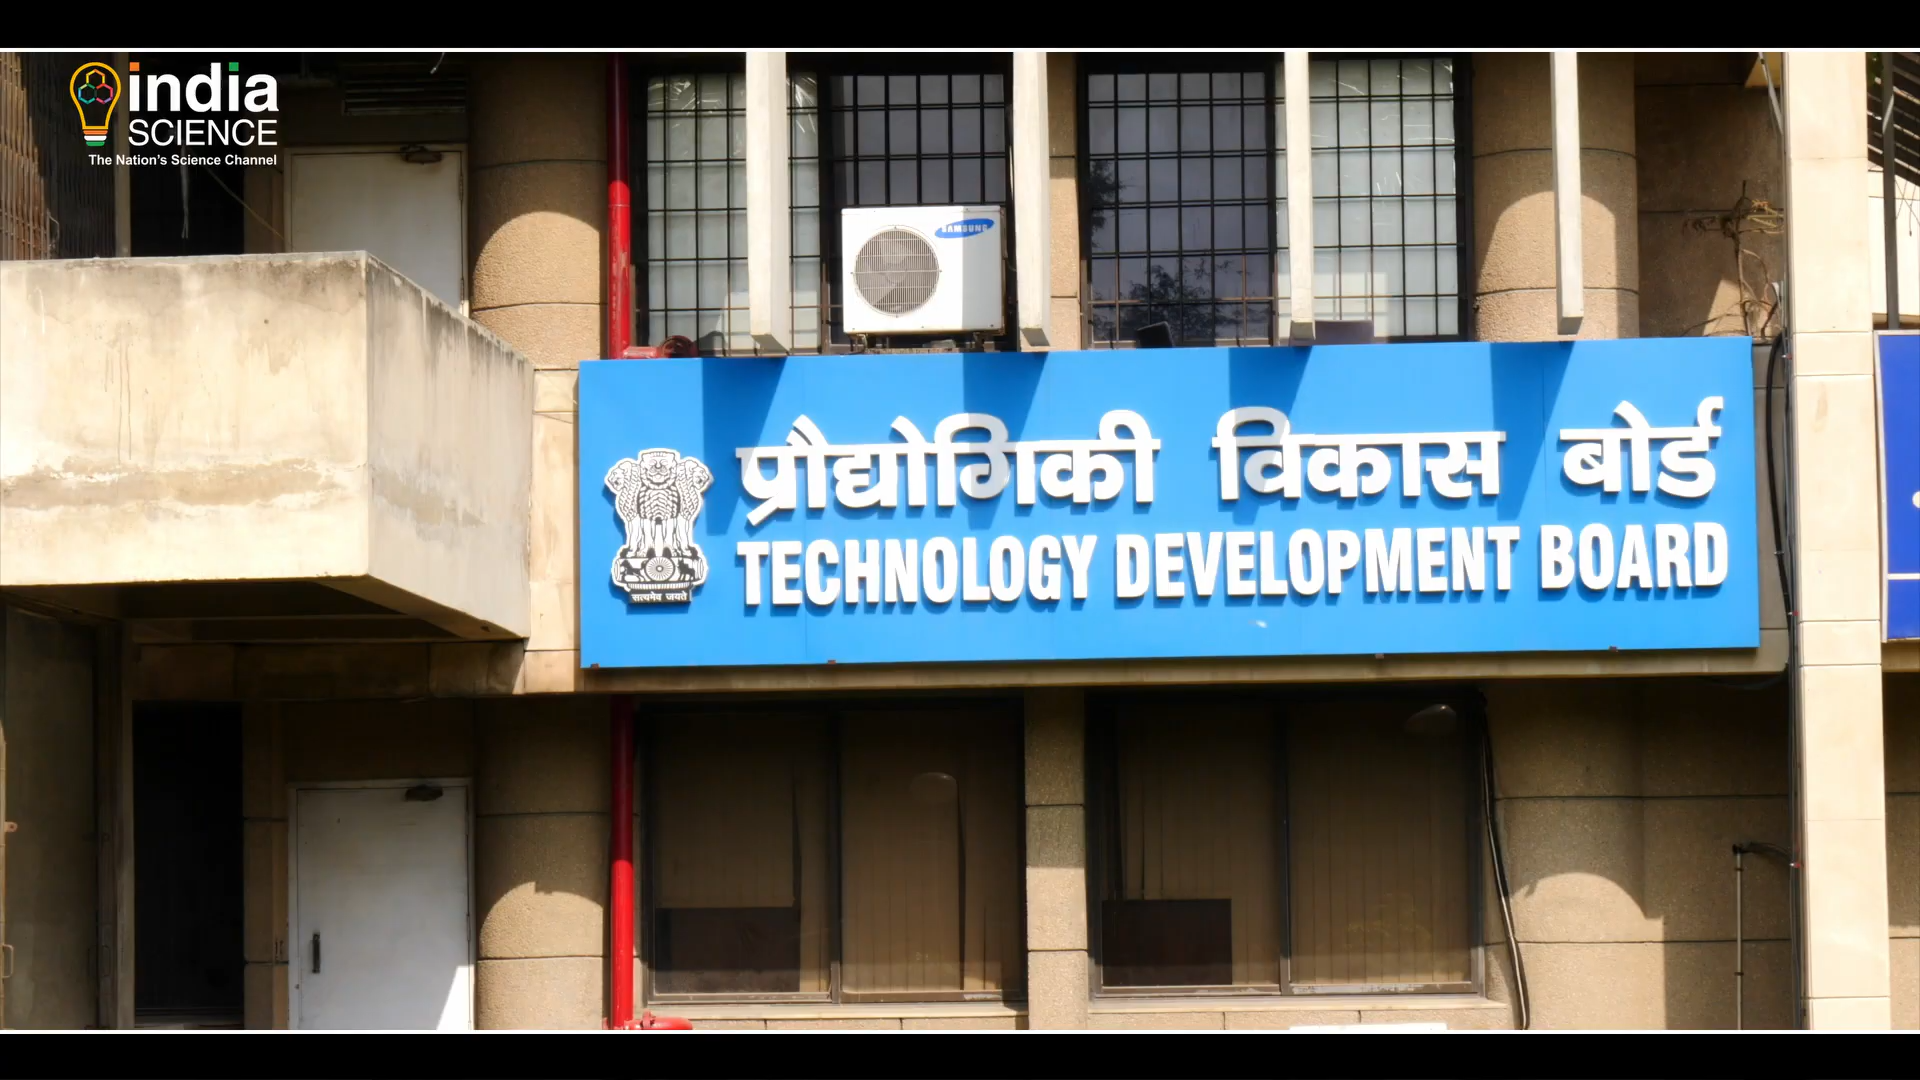 india
SCIENCE
The Nation's Science Channel
SAMSUNG
प्रौद्योगिकी विकास बोर्ड
TECHNOLOGY DEVELOPMENT BOARD
सत्यमेव जयते